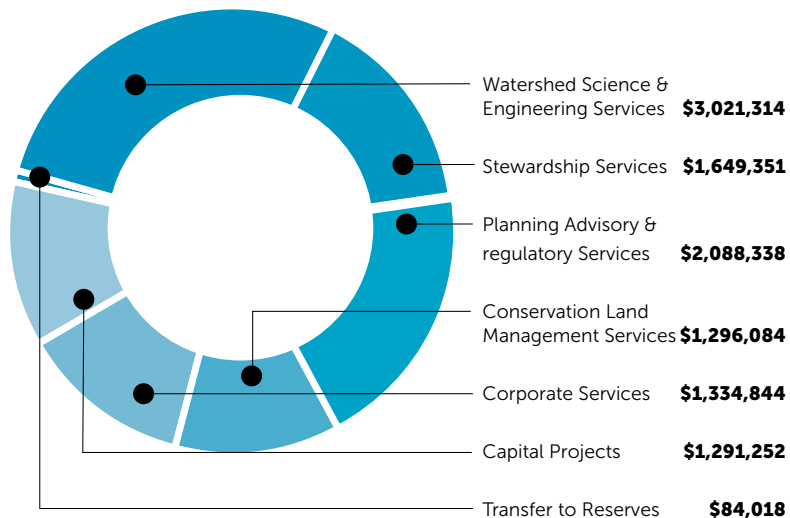 Watershed Science &
Engineering Services $3,021,314
Stewardship Services $1,649,351
Planning Advisory &
regulatory Services $2,088,338
Conservation Land
Management Services $1,296,084
Corporate Services $1,334,844
Capital Projects $1,291,252
Transfer to Reserves $84,018